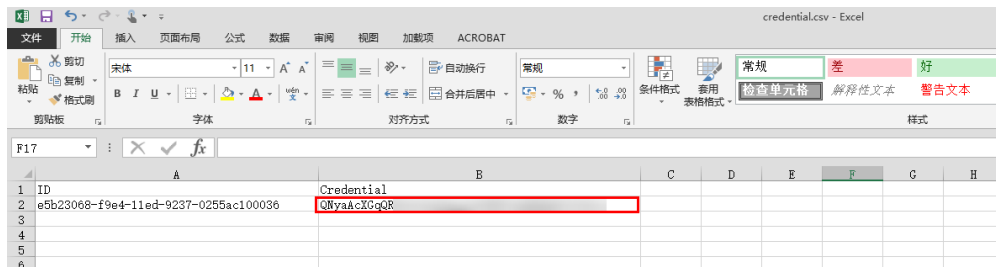 credential.csv - Excel
文件 开始 插入 页面布局 公式 数据 审阅 视图 加载项 ACROBAT
粘贴 剪切 复制 格式刷
宋体 11 A A
B I U A wén 文
自动换行
合并后居中
常规
% , .00 .00
条件格式 套用 表格格式
常规 差 好
检查单元格 解释性文本 警告文本
剪贴板 字体 对齐方式 数字 样式
F17 fx
A B C D E F G H
1 ID Credential
2 e5b23068-f9e4-11ed-9237-0255ac100036 QNyaAcXGqQR
3
4
5
6